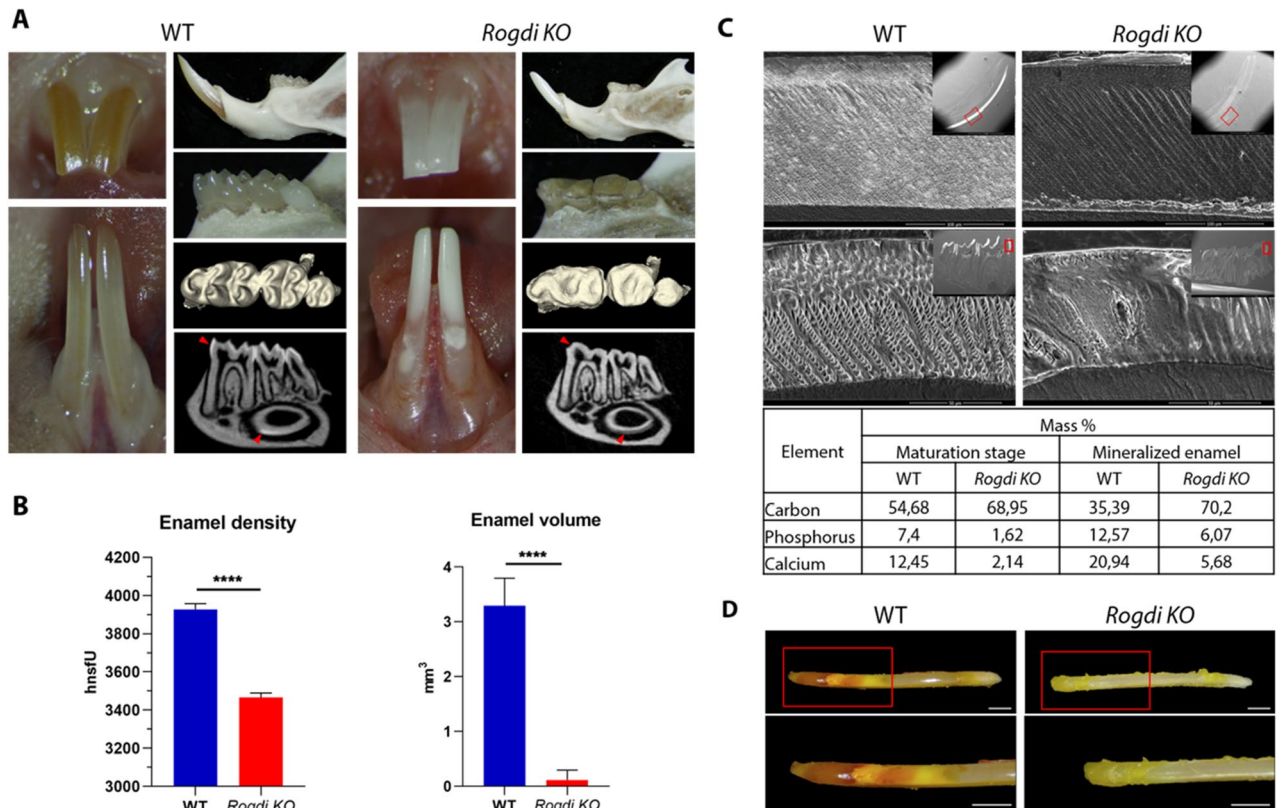 A
WT
Rogdi KO
B
Enamel density
hnsfU
4200
4000
3800
3600
3400
3200
3000
****
WT
Rogdi KO
Enamel volume
mm3
4
3
2
1
0
****
WT
Rogdi KO
C
WT
Rogdi KO
Element
Mass %
Maturation stage
Mineralized enamel
WT
Rogdi KO
WT
Rogdi KO
Carbon
54,68
68,95
35,39
70,2
Phosphorus
7,4
1,62
12,57
6,07
Calcium
12,45
2,14
20,94
5,68
D
WT
Rogdi KO